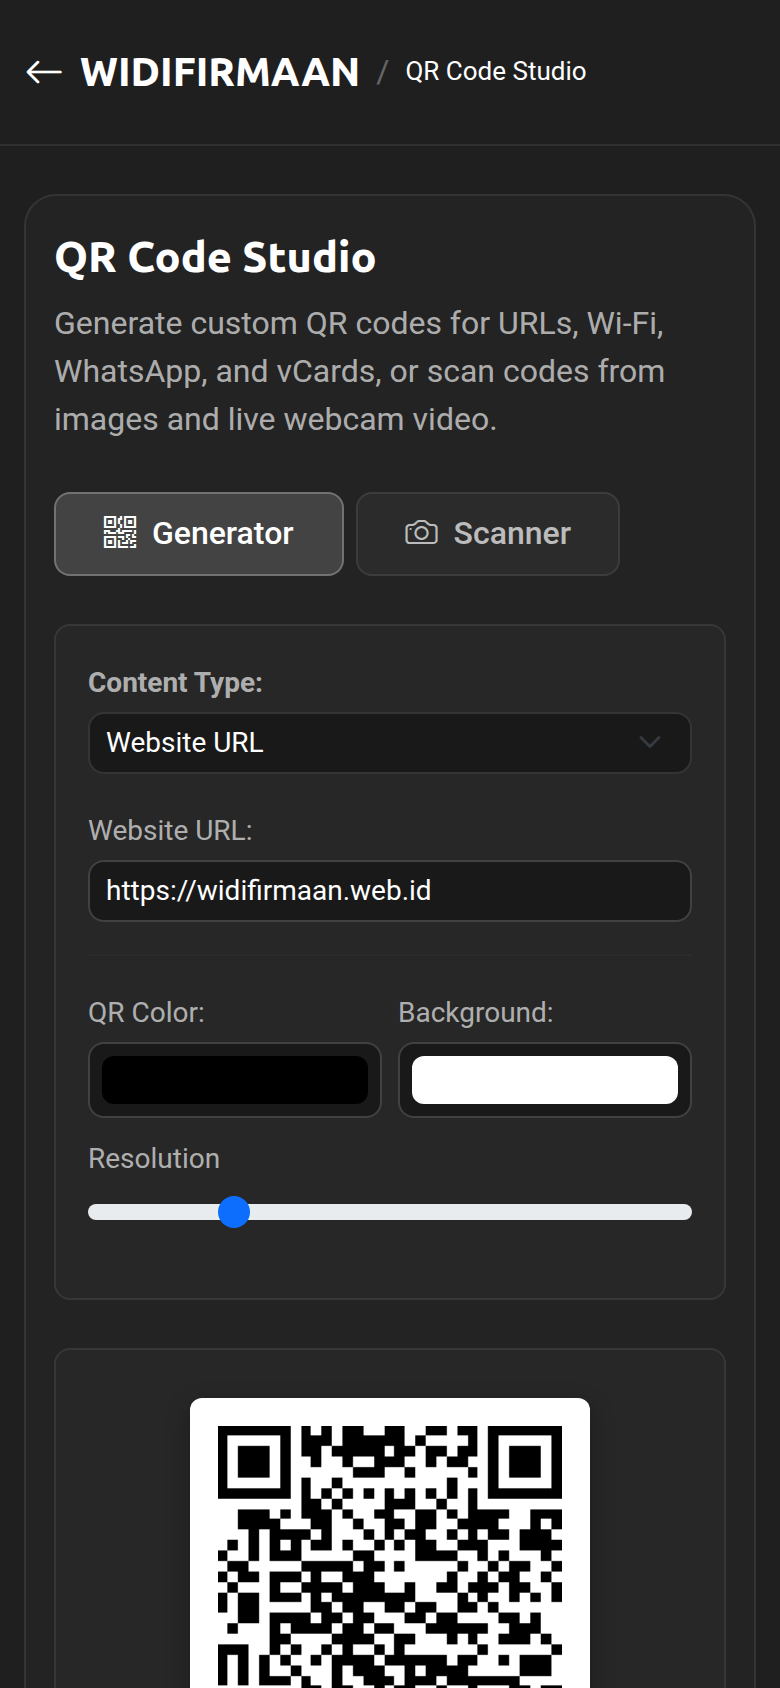 WIDIFIRMAAN / QR Code Studio
QR Code Studio
Generate custom QR codes for URLs, Wi-Fi,
WhatsApp, and vCards, or scan codes from
images and live webcam video.
Generator
Scanner
Content Type:
Website URL
Website URL:
https://widifirmaan.web.id
QR Color:
Background:
Resolution